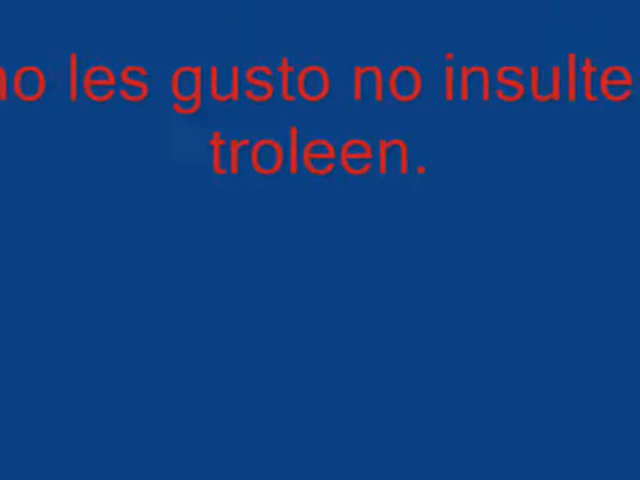 no les gusto no insulte
troleen.